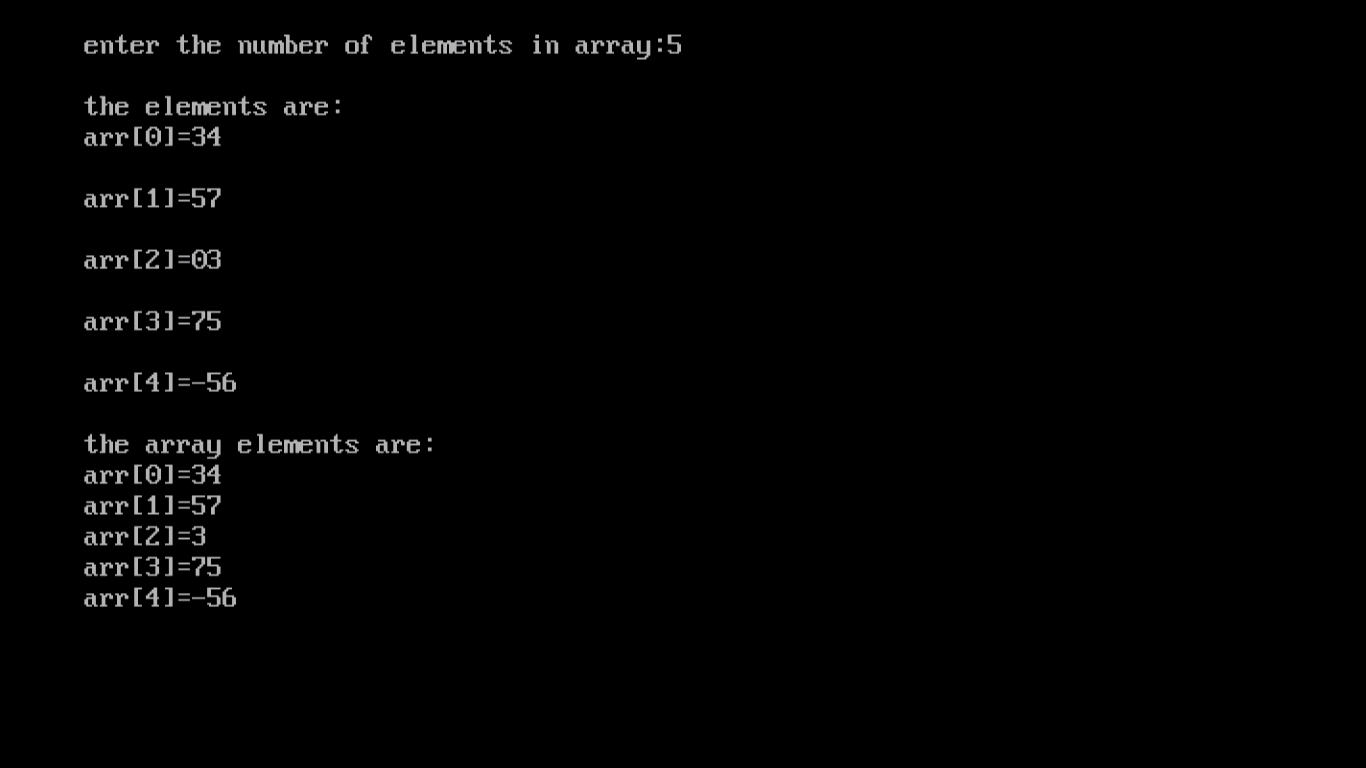 enter the number of elements in array:5
the elements are:
arr[0]=34
arr[1]=57
arr[2]=03
arr[3]=75
arr[4]=-56
the array elements are:
arr[0]=34
arr[1]=57
arr[2]=3
arr[3]=75
arr[4]=-56